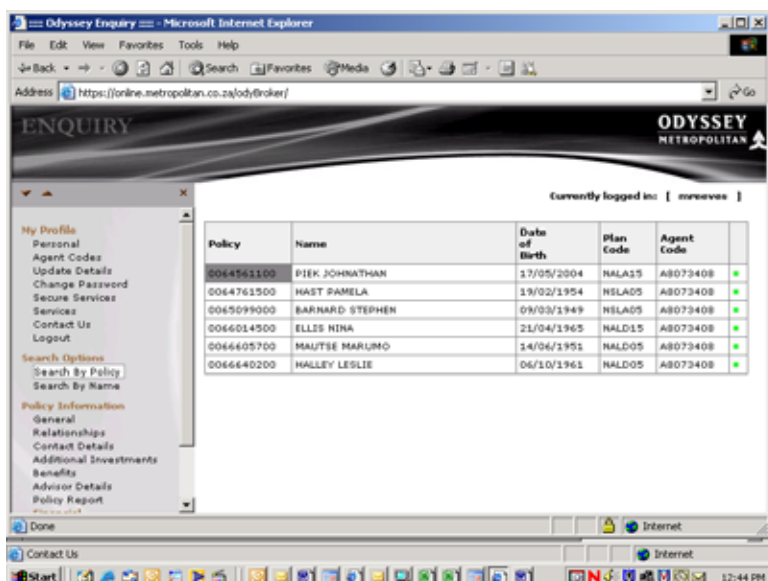 === Odyssey Enquiry === - Microsoft Internet Explorer
File Edit View Favorites Tools Help
Back Search Favorites Media
Address https://online.metropolitan.co.za/odyBroker/ Go
ENQUIRY
ODYSSEY
METROPOLITAN
Currently logged in: [ mreeves ]
My Profile
Personal
Agent Codes
Update Details
Change Password
Secure Services
Services
Contact Us
Logout
Search Options
Search By Policy
Search By Name
Policy Information
General
Relationships
Contact Details
Additional Investments
Benefits
Advisor Details
Policy Report
Policy Name Date of Birth Plan Code Agent Code
0064561100 PIEK JOHNATHAN 17/05/2004 NALA15 A8073408
0064761500 HAST PAMELA 19/02/1954 NSLA05 A8073408
0065099000 BARNARD STEPHEN 09/03/1949 NSLA05 A8073408
0066014500 ELLIS NINA 21/04/1965 NALD15 A8073408
0066605700 MAUTSE MARUMO 14/06/1951 NALD05 A8073408
0066640200 HALLEY LESLIE 06/10/1961 NALD05 A8073408
Done Internet
Contact Us Internet
Start 12:44 PM